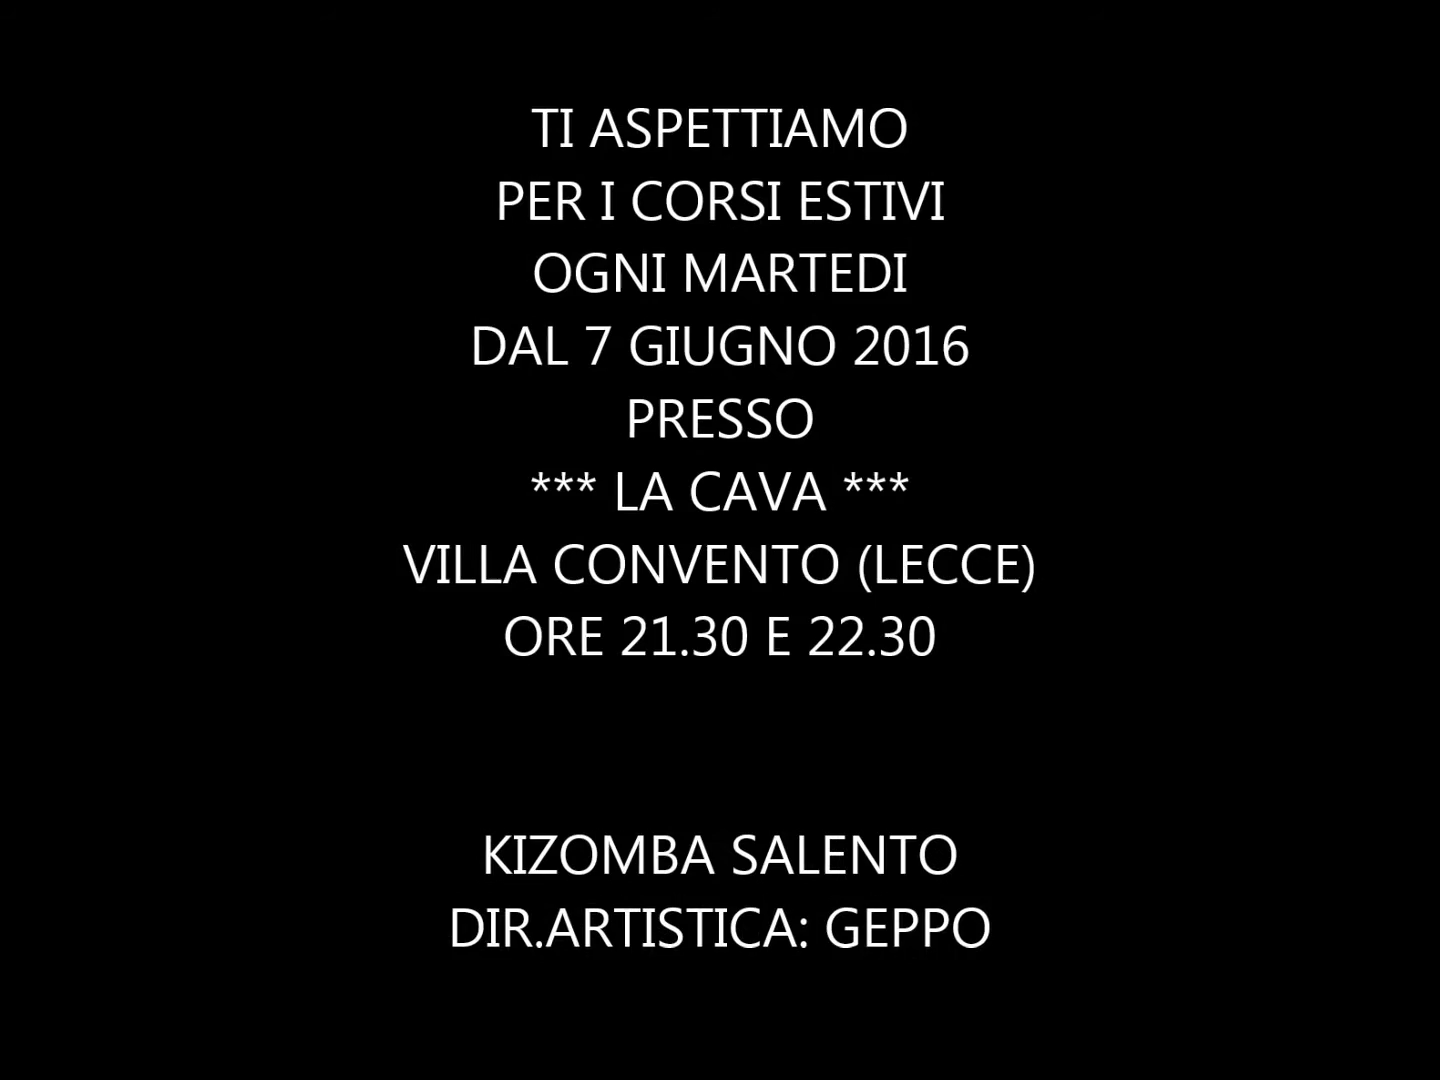 TI ASPETTIAMO
PER I CORSI ESTIVI
OGNI MARTEDI
DAL 7 GIUGNO 2016
PRESSO
*** LA CAVA ***
VILLA CONVENTO (LECCE)
ORE 21.30 E 22.30
KIZOMBA SALENTO
DIR.ARTISTICA: GEPPO